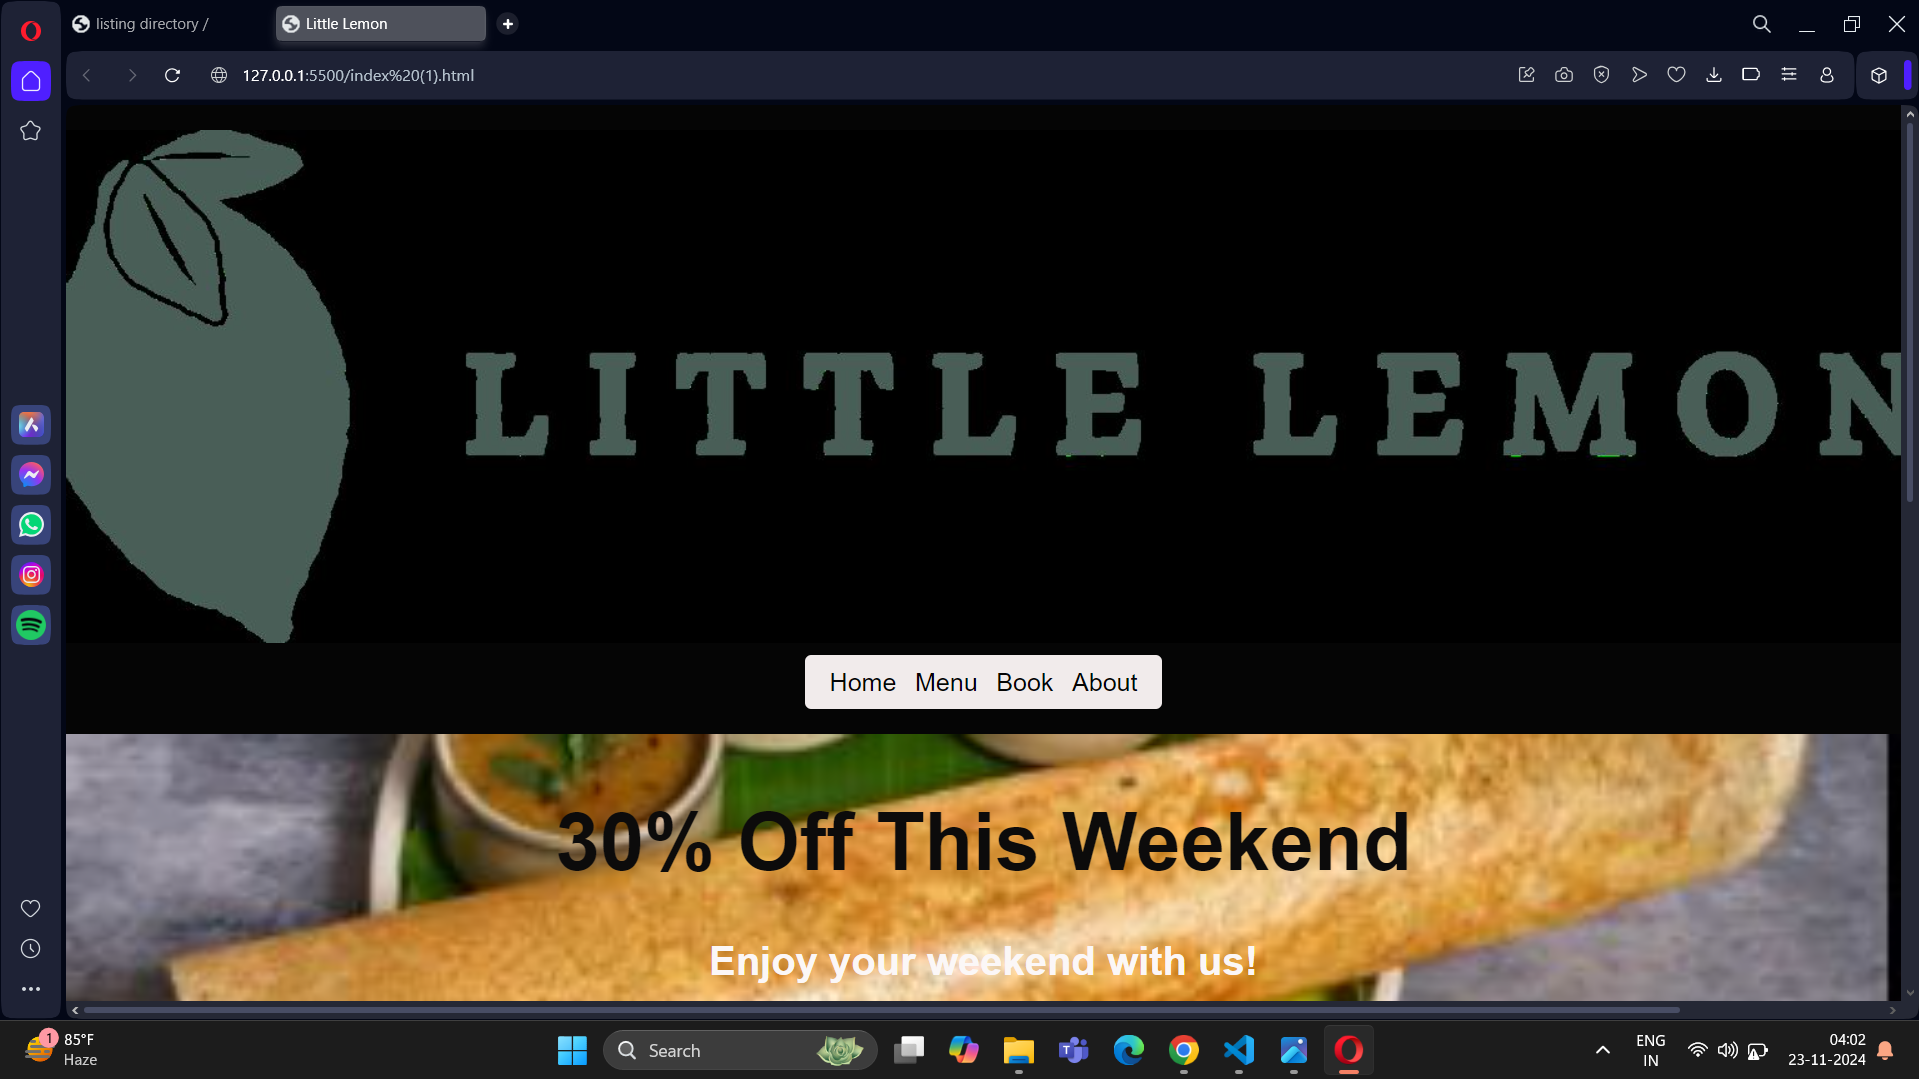 listing directory /
Little Lemon
127.0.0.1:5500/index%20(1).html
LITTLE LEMON
Home Menu Book About
30% Off This Weekend
Enjoy your weekend with us!
1
85°F
Haze
Search
ENG
IN
04:02
23-11-2024